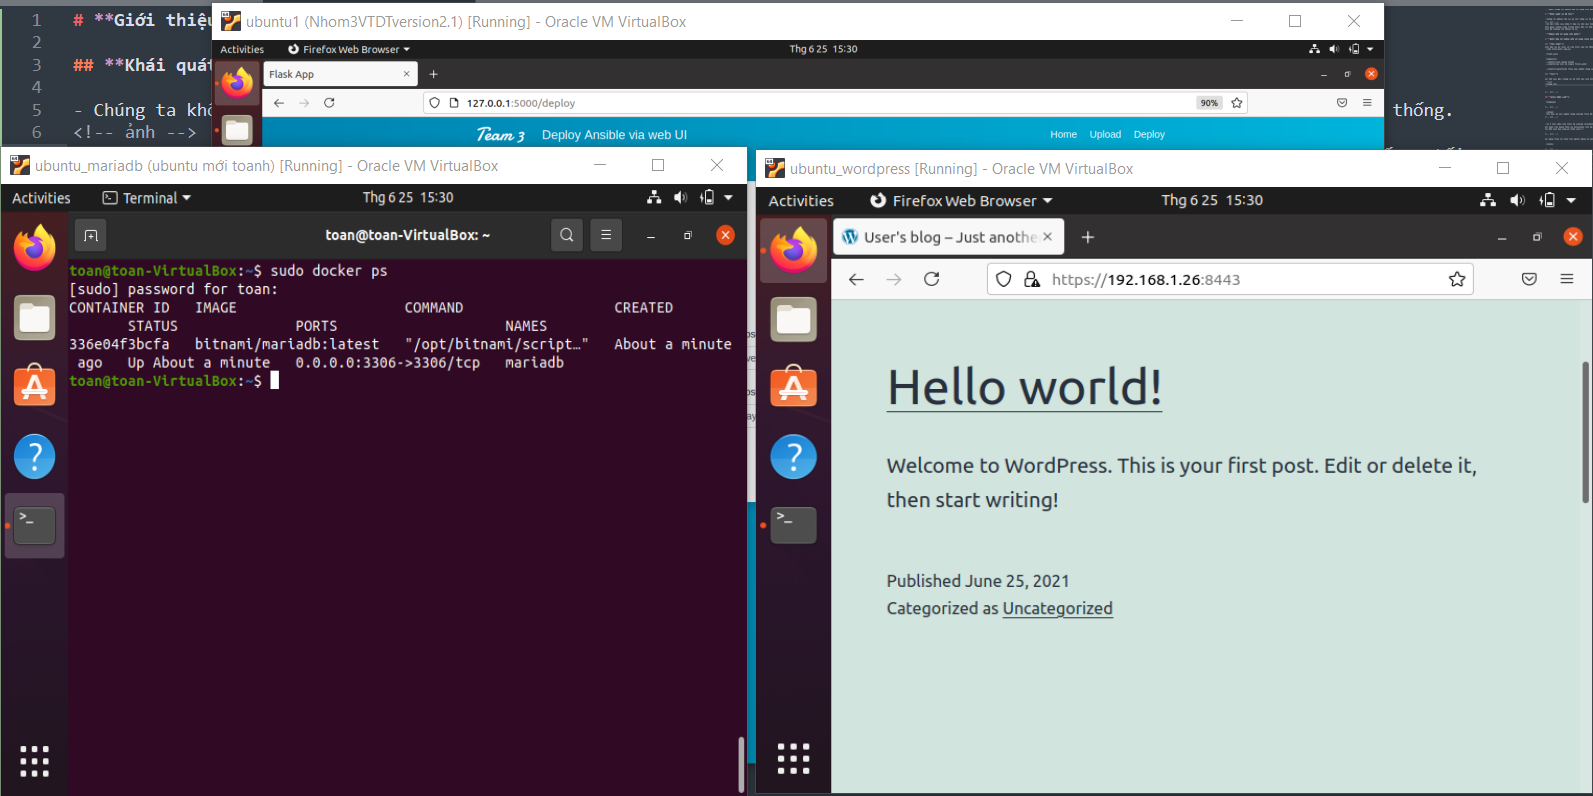 1 # **Giới thiệu
2
3 ## **Khái quát
4
5 - Chúng ta khô
thống.
6 <!-- ảnh -->
ubuntu1 (Nhom3VTDTversion2.1) [Running] - Oracle VM VirtualBox
Activities Firefox Web Browser Thg 6 25 15:30
Flask App
127.0.0.1:5000/deploy 90%
Team 3 Deploy Ansible via web UI Home Upload Deploy
ubuntu_mariadb (ubuntu mới toanh) [Running] - Oracle VM VirtualBox
Activities Terminal Thg 6 25 15:30
toan@toan-VirtualBox: ~
toan@toan-VirtualBox:~$ sudo docker ps
[sudo] password for toan:
CONTAINER ID IMAGE COMMAND CREATED
STATUS PORTS NAMES
336e04f3bcfa bitnami/mariadb:latest "/opt/bitnami/script…" About a minute
ago Up About a minute 0.0.0.0:3306->3306/tcp mariadb
toan@toan-VirtualBox:~$
ubuntu_wordpress [Running] - Oracle VM VirtualBox
Activities Firefox Web Browser Thg 6 25 15:30
User's blog – Just anothe
https://192.168.1.26:8443
Hello world!
Welcome to WordPress. This is your first post. Edit or delete it,
then start writing!
Published June 25, 2021
Categorized as Uncategorized